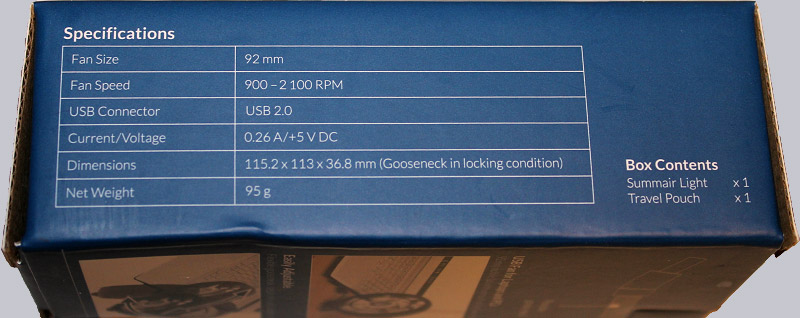 Specifications
Fan Size 92 mm
Fan Speed 900 – 2 100 RPM
USB Connector USB 2.0
Current/Voltage 0.26 A/+5 V DC
Dimensions 115.2 x 113 x 36.8 mm (Gooseneck in locking condition)
Net Weight 95 g
Box Contents
Summair Light x 1
Travel Pouch x 1
Easily Adjustable